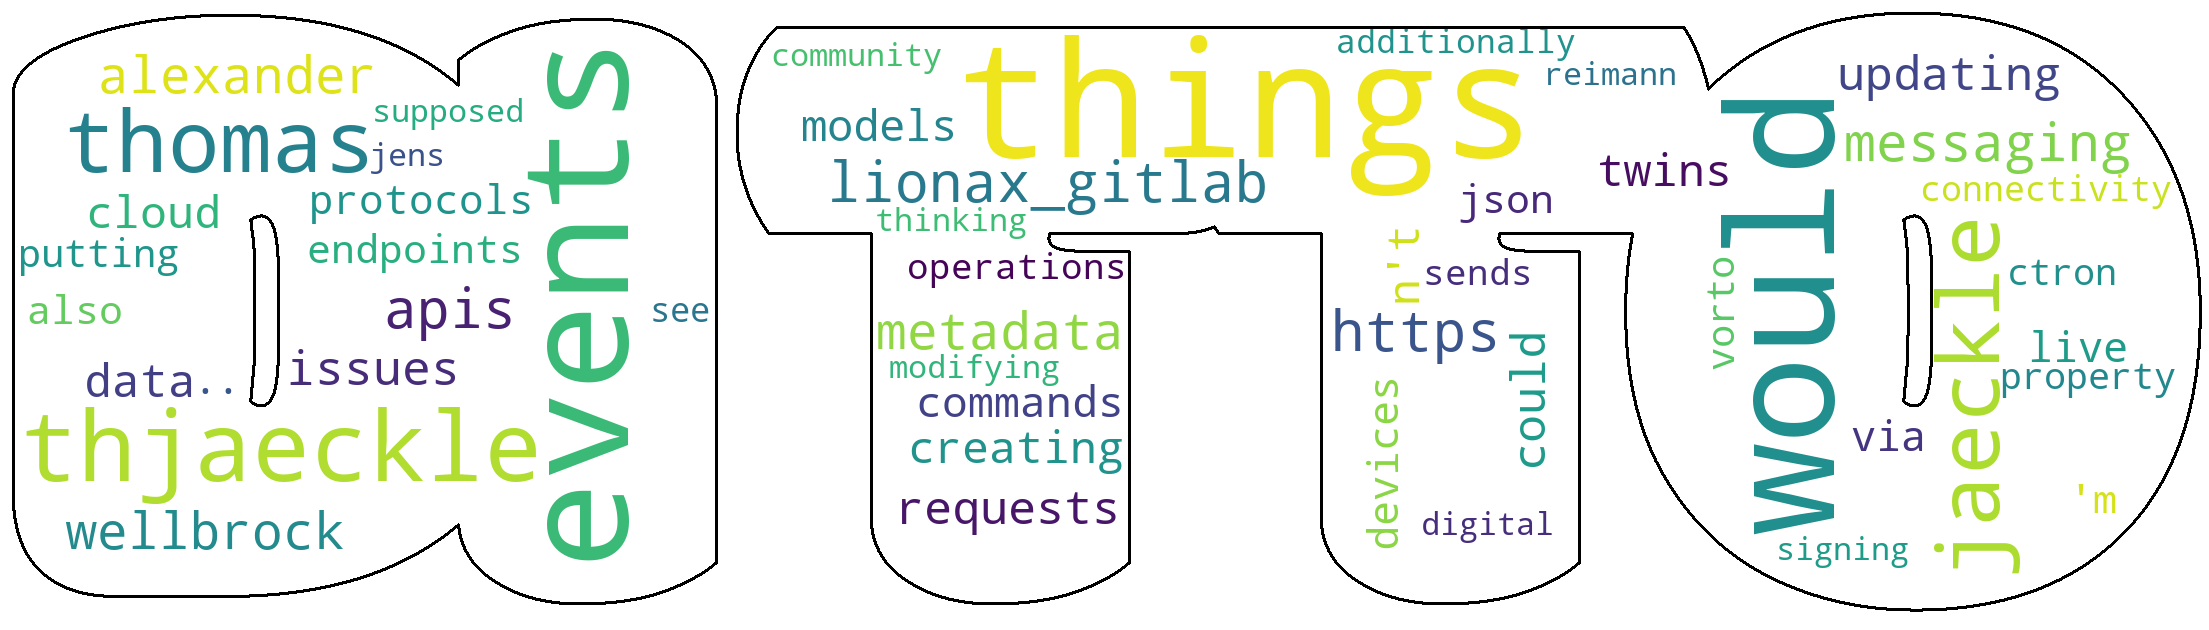 alexander
thomas
supposed
jens
cloud
protocols
putting
endpoints
also
apis
see
data
..
issues
thjaeckle
wellbrock
events
community
things
additionally
reimann
models
lionax_gitlab
twins
json
thinking
operations
n't
sends
metadata
https
modifying
commands
could
creating
devices
requests
digital
would
updating
messaging
connectivity
vorto
jaeckle
ctron
live
property
via
'm
signing